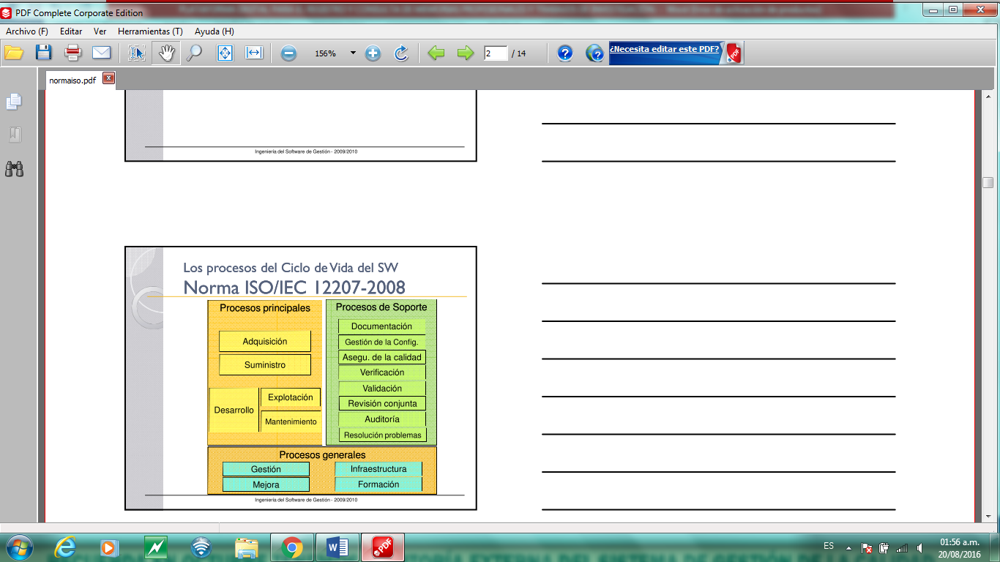 PDF Complete Corporate Edition
Archivo (F) Editar Ver Herramientas (T) Ayuda (H)
156% 2 / 14 ¿Necesita editar este PDF? PDF
normaiso.pdf
Ingeniería del Software de Gestión - 2009/2010
Los procesos del Ciclo de Vida del SW
Norma ISO/IEC 12207-2008
Procesos principales
Adquisición
Suministro
Desarrollo
Explotación
Mantenimiento
Procesos de Soporte
Documentación
Gestión de la Config.
Asegu. de la calidad
Verificación
Validación
Revisión conjunta
Auditoría
Resolución problemas
Procesos generales
Gestión Infraestructura
Mejora Formación
Ingeniería del Software de Gestión - 2009/2010
PDF
ES
01:56 a.m.
20/08/2016